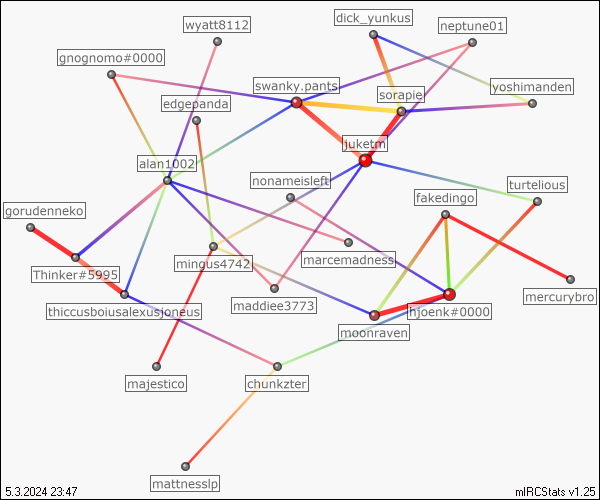 wyatt8112
dick_yunkus
neptune01
gnognomo#0000
swanky.pants
sorapie
yoshimanden
edgepanda
juketm
alan1002
nonameisleft
fakedingo
turtelious
gorudenneko
Thinker#5995
mingus4742
marcemadness
mercurybro
thiccusboiusalexusjoneus
maddiee3773
moonraven
hjoenk#0000
majestico
chunkzter
mattnesslp
5.3.2024 23:47
mIRCStats v1.25